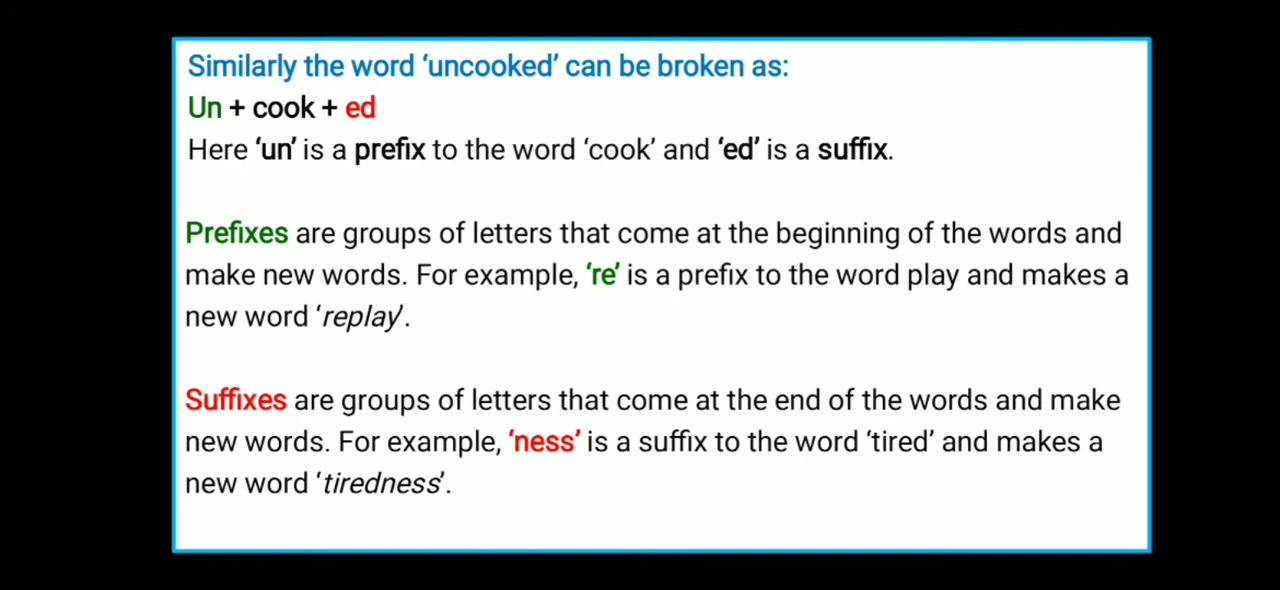 Similarly the word ‘uncooked’ can be broken as:
Un + cook + ed
Here ‘un’ is a prefix to the word ‘cook’ and ‘ed’ is a suffix.
Prefixes are groups of letters that come at the beginning of the words and
make new words. For example, ‘re’ is a prefix to the word play and makes a
new word ‘replay’.
Suffixes are groups of letters that come at the end of the words and make
new words. For example, ‘ness’ is a suffix to the word ‘tired’ and makes a
new word ‘tiredness’.